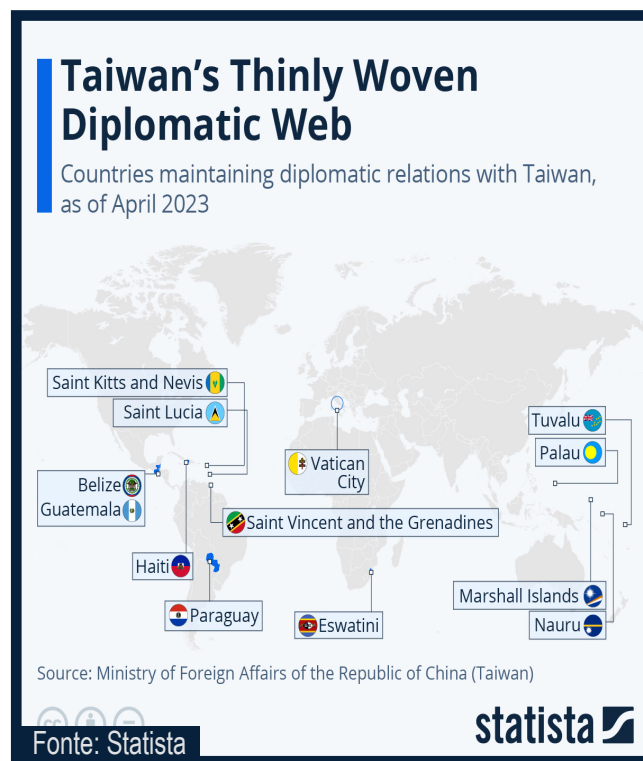 Taiwan's Thinly Woven
Diplomatic Web
Countries maintaining diplomatic relations with Taiwan,
as of April 2023
Saint Kitts and Nevis
Saint Lucia
Tuvalu
Palau
Vatican
City
Belize
Guatemala
Saint Vincent and the Grenadines
Haiti
Marshall Islands
Paraguay
Eswatini
Nauru
Source: Ministry of Foreign Affairs of the Republic of China (Taiwan)
cc
statista
Fonte: Statista